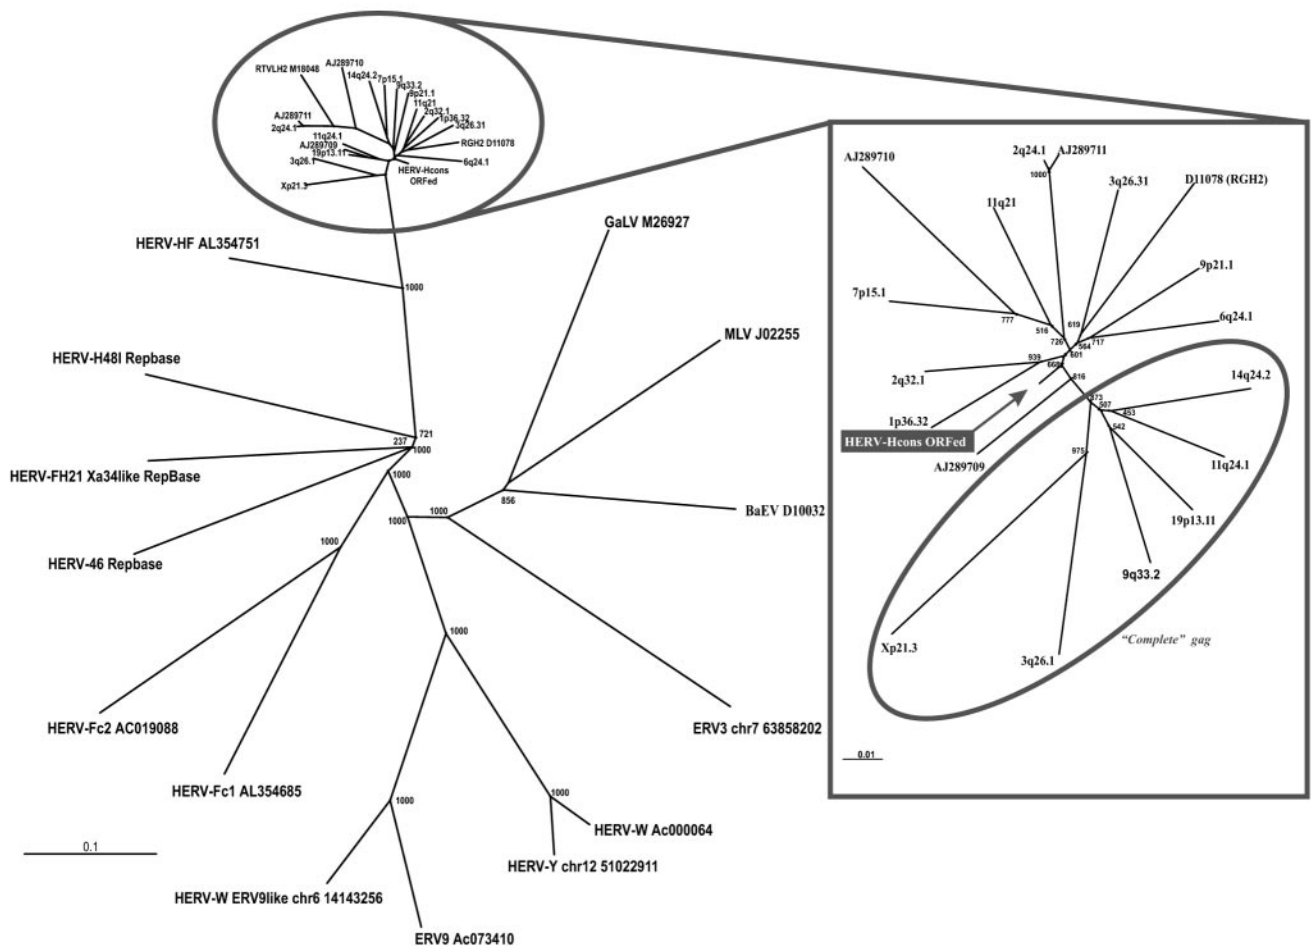 RTVLH2 M18048
AJ289710
14q24.2
7p15.1
9q33.2
9p21.1
11q21
2q32.1
1p36.32
3q26.31
AJ289711
2q24.1
11q24.1
AJ289709
19p13.11
3q26.1
RGH2 D11078
6q24.1
HERV-Hcons
ORFed
Xp21.3
HERV-HF AL354751
1000
GaLV M26927
MLV J02255
HERV-H48I Repbase
721
237
1000
HERV-FH21 Xa34like RepBase
1000
856
BaEV D10032
1000
1000
HERV-46 Repbase
1000
1000
HERV-Fc2 AC019088
ERV3 chr7 63858202
HERV-Fc1 AL354685
1000
1000
HERV-W Ac000064
0.1
HERV-Y chr12 51022911
HERV-W ERV9like chr6 14143256
ERV9 Ac073410
2q24.1
AJ289711
AJ289710
1000
3q26.31
D11078 (RGH2)
11q21
9p21.1
7p15.1
777
516
619
726
564
717
6q24.1
939
601
668
816
2q32.1
14q24.2
373
507
453
1p36.32
542
HERV-Hcons ORFed
975
AJ289709
11q24.1
19p13.11
9q33.2
Xp21.3
3q26.1
"Complete" gag
0.01